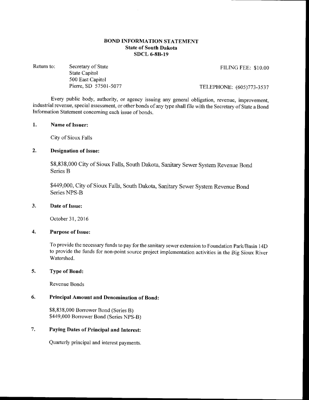 BOND INFORMATION STATEMENT
State of South Dakota
SDCL 6-8B-19
Return to: Secretary of State FILING FEE: $10.00
State Capitol
500 East Capitol
Pierre, SD 57501-5077 TELEPHONE: (605)773-3537
Every public body, authority, or agency issuing any general obligation, revenue, improvement,
industrial revenue, special assessment, or other bonds of any type shall file with the Secretary of State a Bond
Information Statement concerning each issue of bonds.
1. Name of Issuer:
City of Sioux Falls
2. Designation of Issue:
$8,838,000 City of Sioux Falls, South Dakota, Sanitary Sewer System Revenue Bond
Series B
$449,000, City of Sioux Falls, South Dakota, Sanitary Sewer System Revenue Bond
Series NPS-B
3. Date of Issue:
October 31, 2016
4. Purpose of Issue:
To provide the necessary funds to pay for the sanitary sewer extension to Foundation Park/Basin 14D
to provide the funds for non-point source project implementation activities in the Big Sioux River
Watershed.
5. Type of Bond:
Revenue Bonds
6. Principal Amount and Denomination of Bond:
$8,838,000 Borrower Bond (Series B)
$449,000 Borrower Bond (Series NPS-B)
7. Paying Dates of Principal and Interest:
Quarterly principal and interest payments.